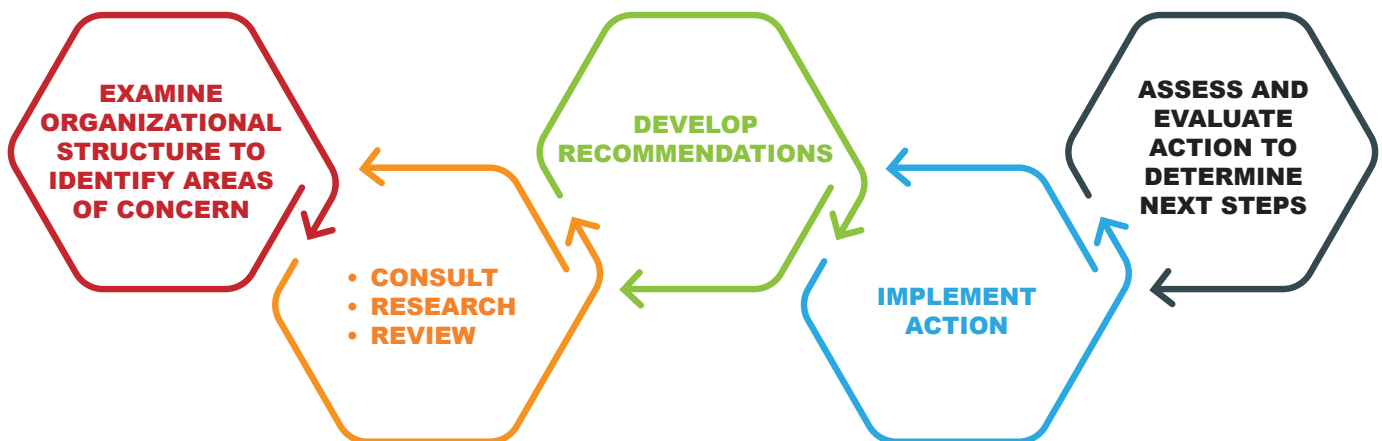 EXAMINE
ORGANIZATIONAL
STRUCTURE TO
IDENTIFY AREAS
OF CONCERN
• CONSULT
• RESEARCH
• REVIEW
DEVELOP
RECOMMENDATIONS
IMPLEMENT
ACTION
ASSESS AND
EVALUATE
ACTION TO
DETERMINE
NEXT STEPS